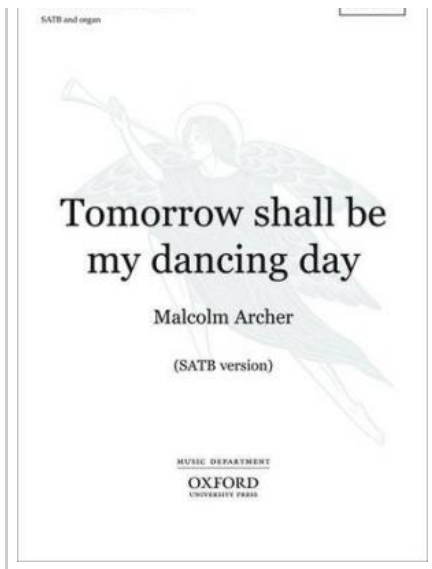 SATB and organ
Tomorrow shall be
my dancing day
Malcolm Archer
(SATB version)
MUSIC DEPARTMENT
OXFORD
UNIVERSITY PRESS